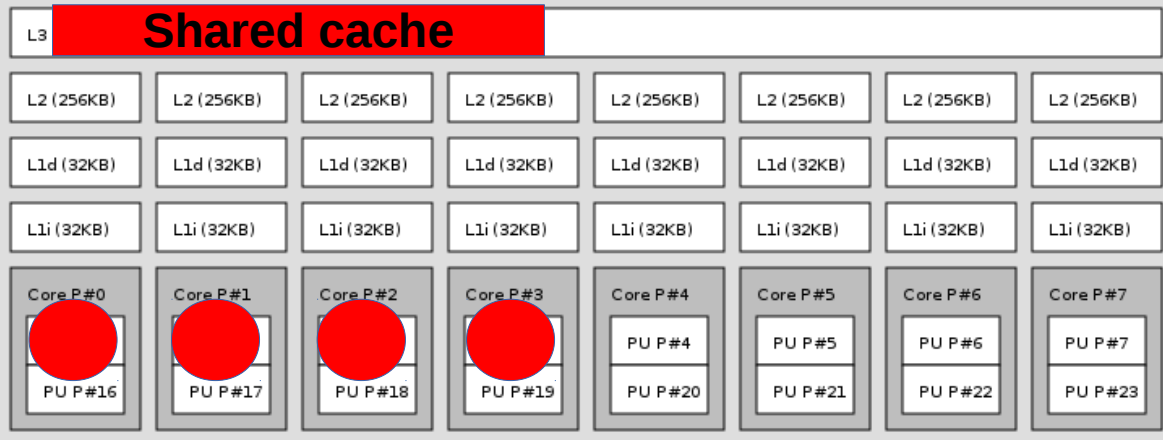 L3 Shared cache
L2 (256KB) L2 (256KB) L2 (256KB) L2 (256KB) L2 (256KB) L2 (256KB) L2 (256KB) L2 (256KB)
L1d (32KB) L1d (32KB) L1d (32KB) L1d (32KB) L1d (32KB) L1d (32KB) L1d (32KB) L1d (32KB)
L1i (32KB) L1i (32KB) L1i (32KB) L1i (32KB) L1i (32KB) L1i (32KB) L1i (32KB) L1i (32KB)
Core P#0 Core P#1 Core P#2 Core P#3 Core P#4 Core P#5 Core P#6 Core P#7
PU P#4 PU P#5 PU P#6 PU P#7
PU P#16 PU P#17 PU P#18 PU P#19 PU P#20 PU P#21 PU P#22 PU P#23